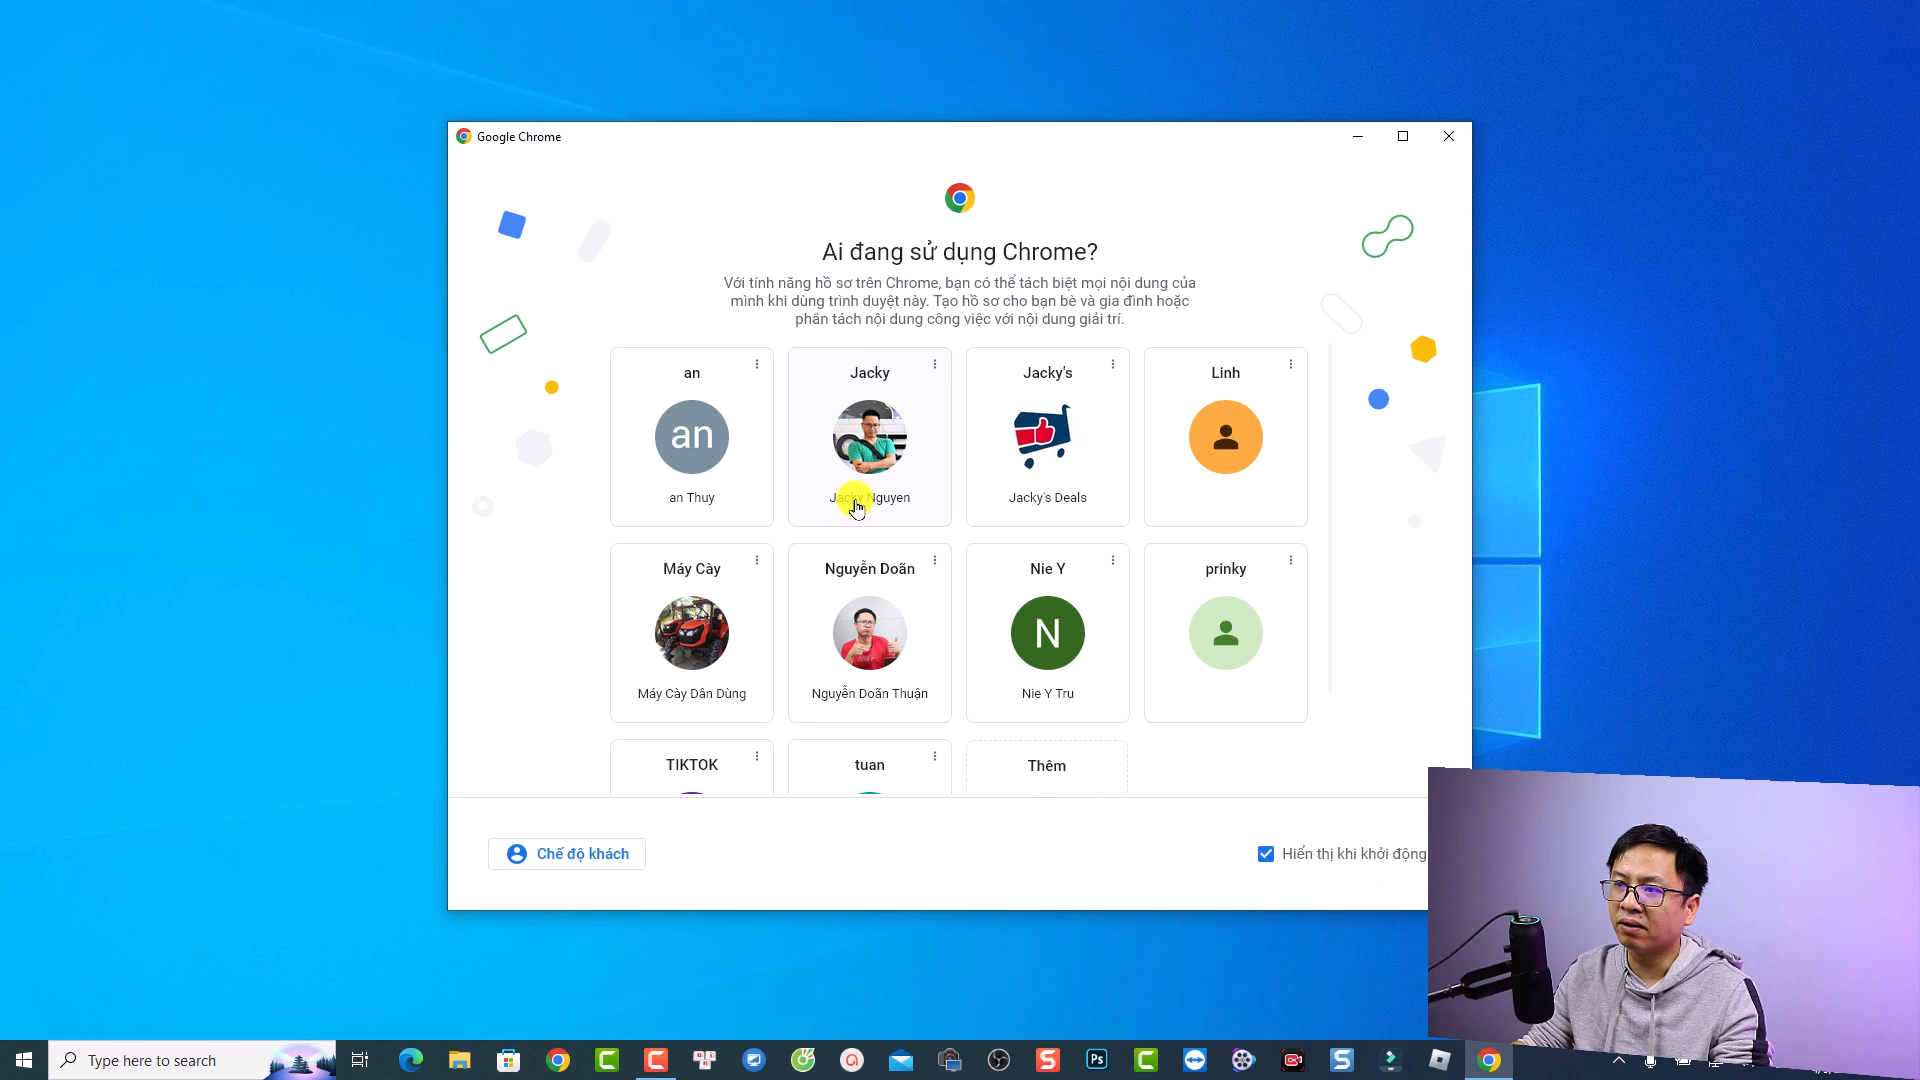 Google Chrome
Ai đang sử dụng Chrome?
Với tính năng hồ sơ trên Chrome, bạn có thể tách biệt mọi nội dung của
mình khi dùng trình duyệt này. Tạo hồ sơ cho bạn bè và gia đình hoặc
phân tách nội dung công việc với nội dung giải trí.
an
Jacky
Jacky's
Linh
an
an Thuy
Jacky Nguyen
Jacky's Deals
Máy Cày
Nguyễn Doãn
Nie Y
prinky
N
Máy Cày Dân Dùng
Nguyễn Doãn Thuận
Nie Y Tru
TIKTOK
tuan
Thêm
Chế độ khách
Hiển thị khi khởi động
Type here to search
Ps